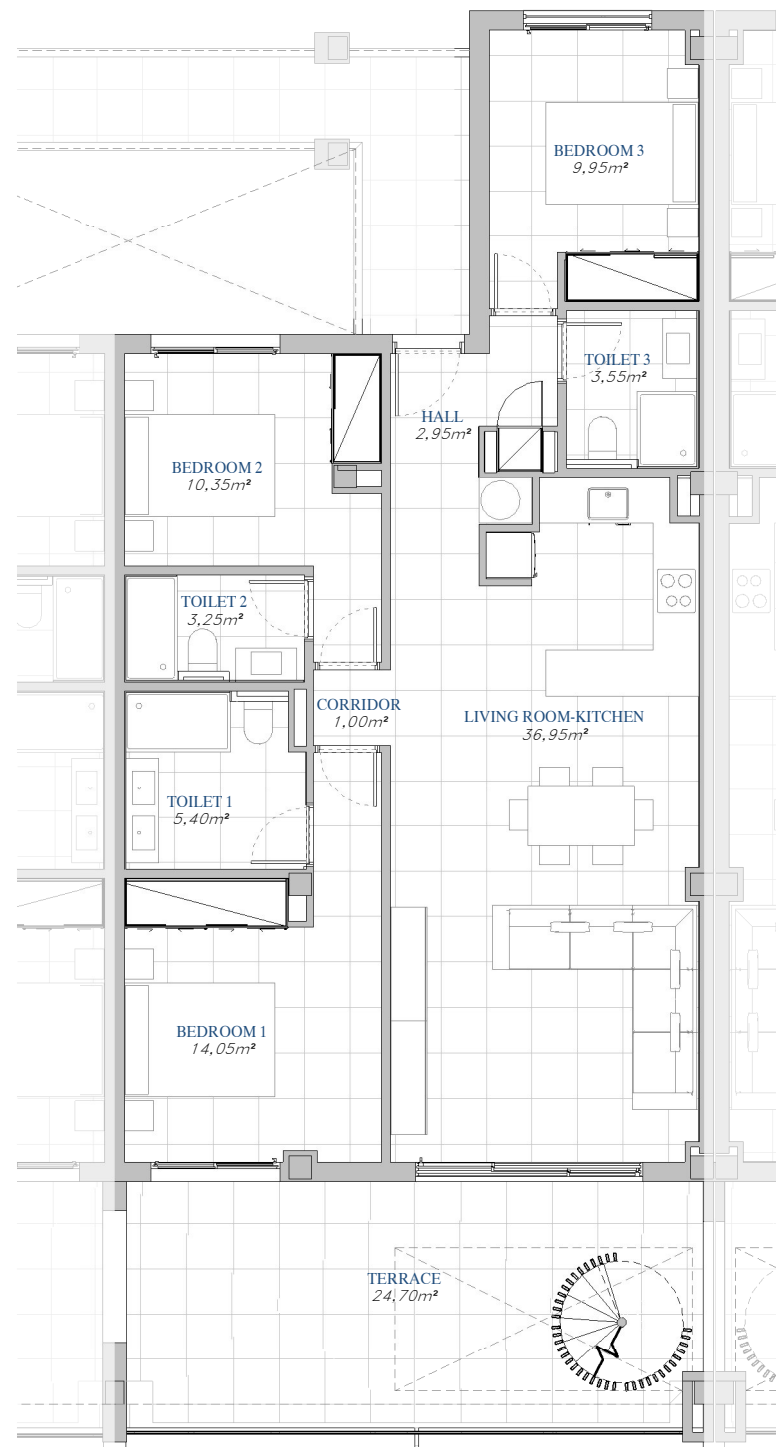 BEDROOM 3
9,95m²
TOILET 3
3,55m²
HALL
2,95m²
BEDROOM 2
10,35m²
TOILET 2
3,25m²
CORRIDOR
1,00m²
LIVING ROOM-KITCHEN
36,95m²
TOILET 1
5,40m²
BEDROOM 1
14,05m²
TERRACE
24,70m²